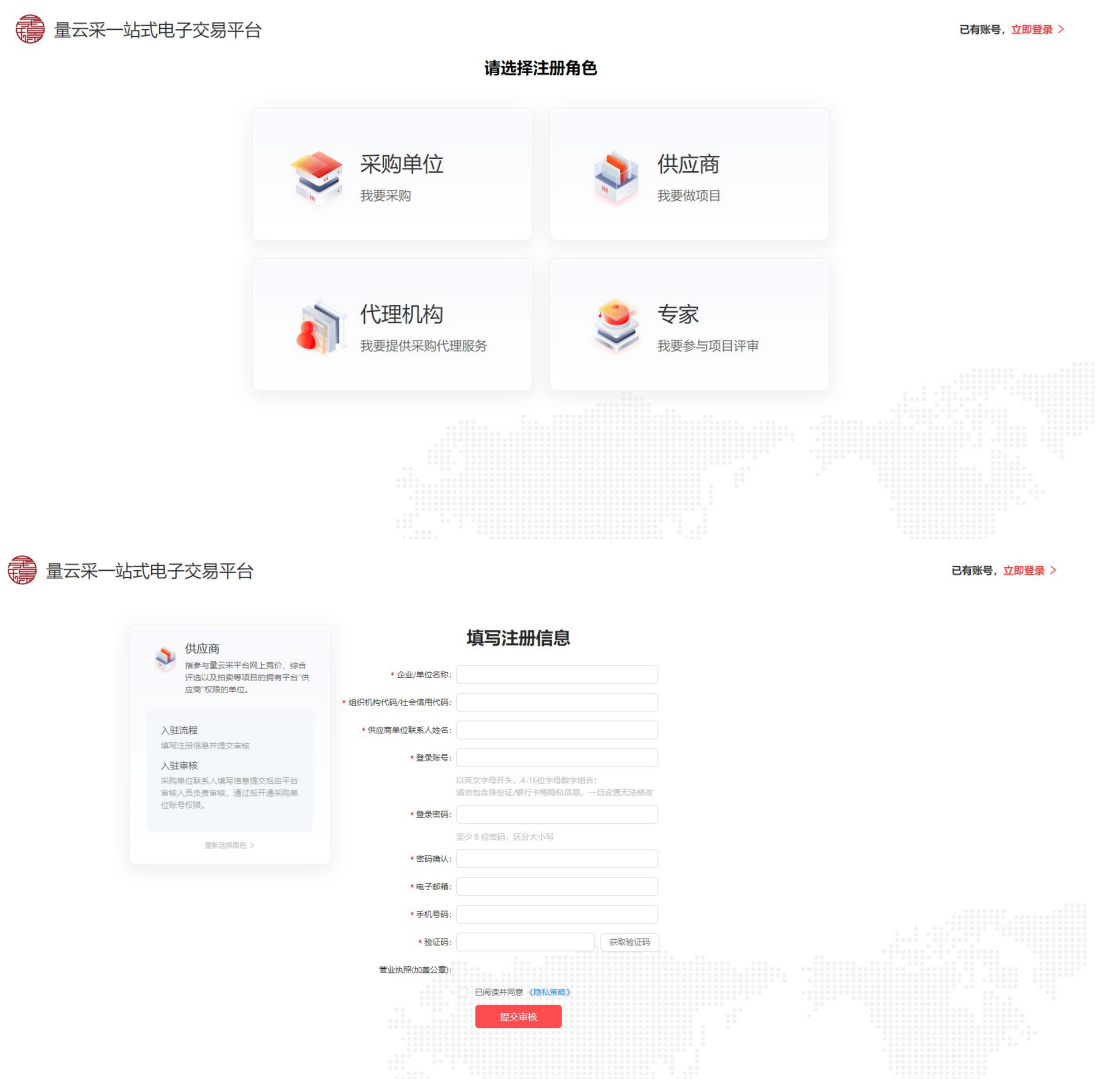 量云采一站式电子交易平台
已有账号，立即登录 >
请选择注册角色
采购单位
我要采购
供应商
我要做项目
代理机构
我要提供采购代理服务
专家
我要参与项目评审
量云采一站式电子交易平台
已有账号，立即登录 >
供应商
指参与量云采平台网上竞价、综合
评选以及拍卖等项目的拥有平台“供
应商”权限的单位。
入驻流程
填写注册信息并提交审核
入驻审核
采购单位联系人填写信息提交后由平台
审核人员负责审核，通过后开通采购单
位账号权限。
重新选择角色 >
填写注册信息
* 企业/单位名称:
* 组织机构代码/社会信用代码:
* 供应商单位联系人姓名:
* 登录账号:
以英文字母开头，4-16位字母数字组合；
请勿包含身份证/银行卡等隐私信息，一旦设置无法修改
* 登录密码:
至少 8 位密码，区分大小写
* 密码确认:
* 电子邮箱:
* 手机号码:
* 验证码:
获取验证码
营业执照(加盖公章):
已阅读并同意《隐私策略》
提交审核